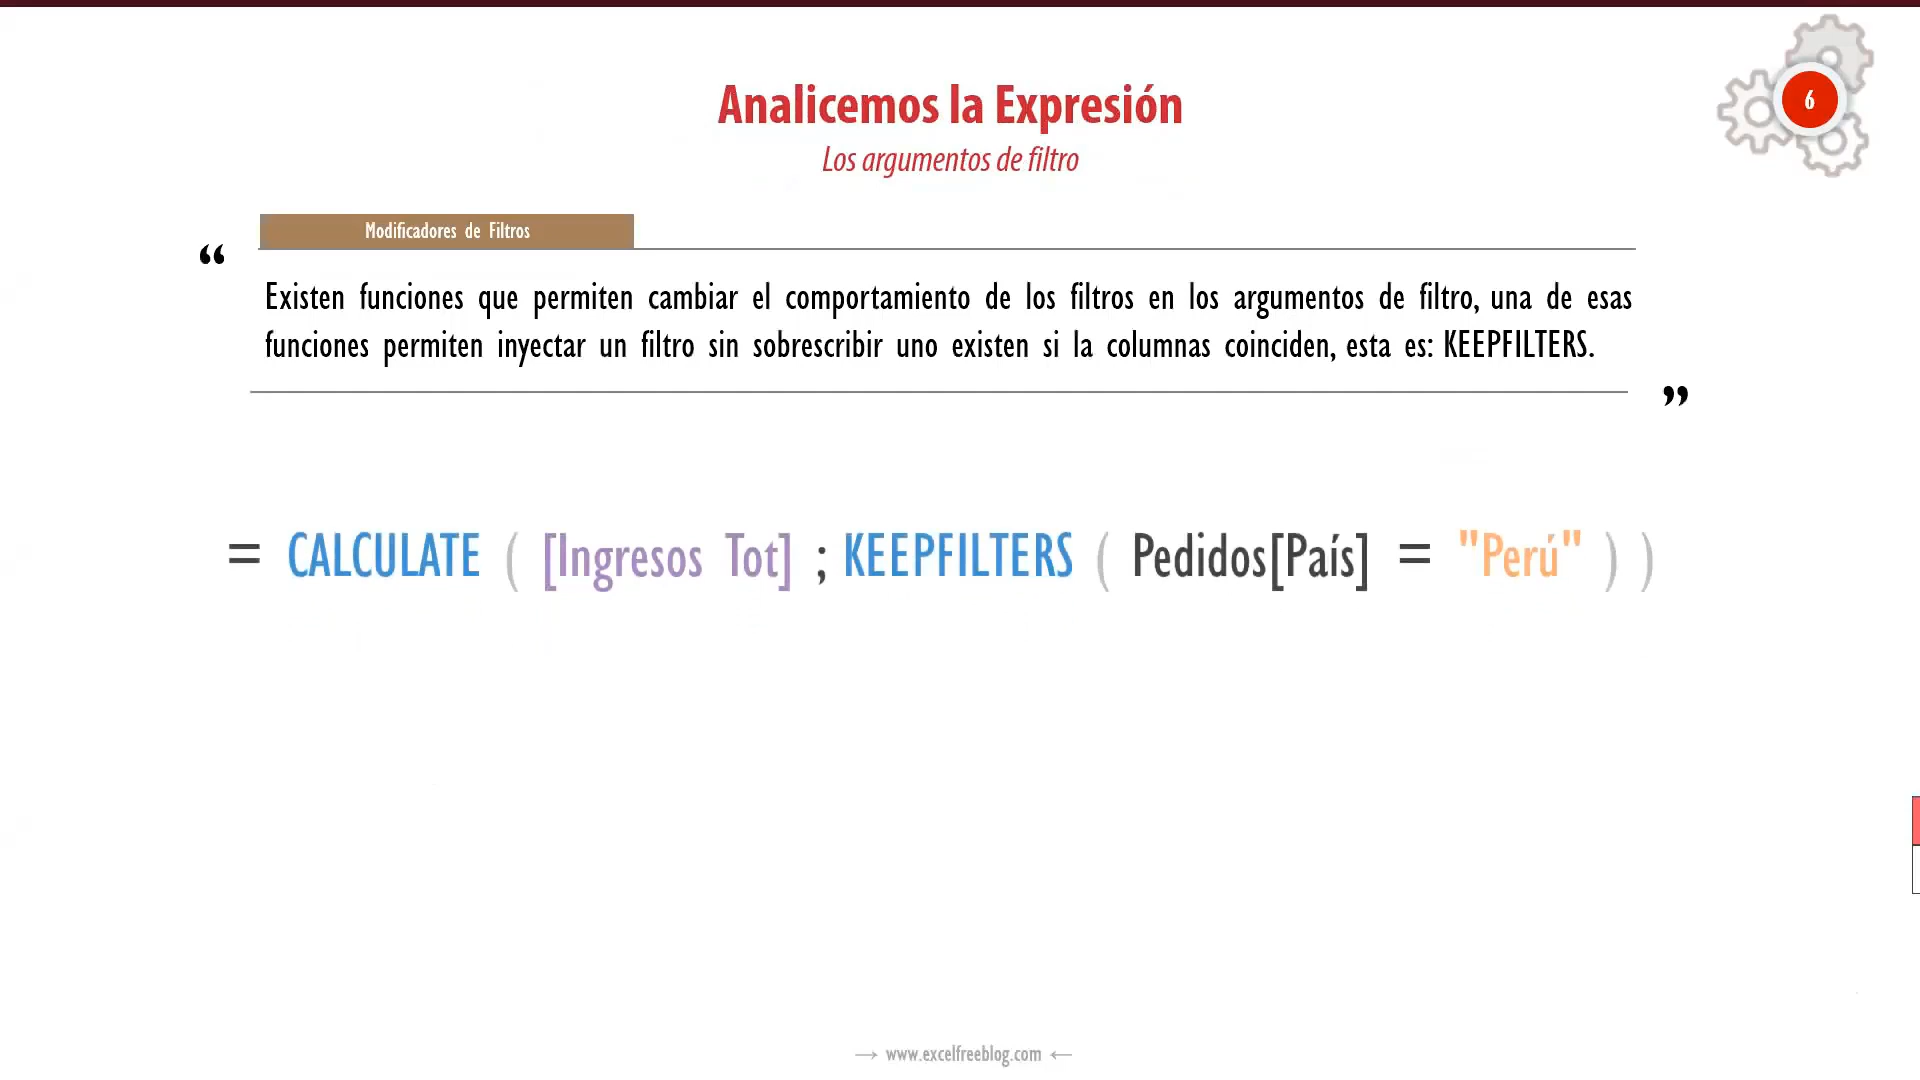 6
Analicemos la Expresión
Los argumentos de filtro
Modificadores de Filtros
“
Existen funciones que permiten cambiar el comportamiento de los filtros en los argumentos de filtro, una de esas
funciones permiten inyectar un filtro sin sobrescribir uno existen si la columnas coinciden, esta es: KEEPFILTERS.
”
= CALCULATE ( [Ingresos Tot] ; KEEPFILTERS ( Pedidos[País] = "Perú" ) )
→ www.excelfreeblog.com ←